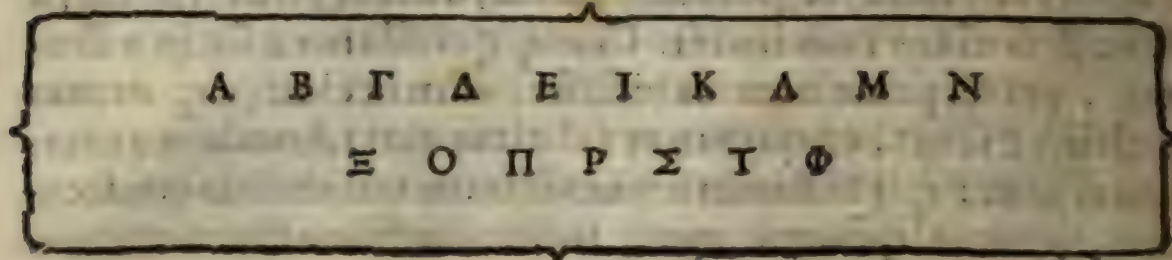 Α Β Γ Δ Ε Ι Κ Λ Μ Ν
Ξ Ο Π Ρ Σ Τ Φ